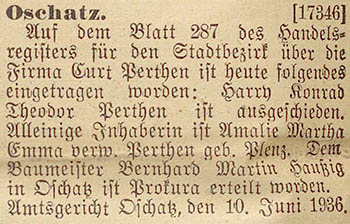 Oschatz. [17346]
Auf dem Blatt 287 des Handels-
registers für den Stadtbezirk über die
Firma Curt Perthen ist heute folgendes
eingetragen worden: Harry Konrad
Theodor Perthen ist ausgeschieden.
Alleinige Inhaberin ist Amalie Martha
Emma verw. Perthen geb. Plenz. Dem
Baumeister Bernhard Martin Haußig
in Oschatz ist Prokura erteilt worden.
Amtsgericht Oschatz, den 10. Juni 1936.